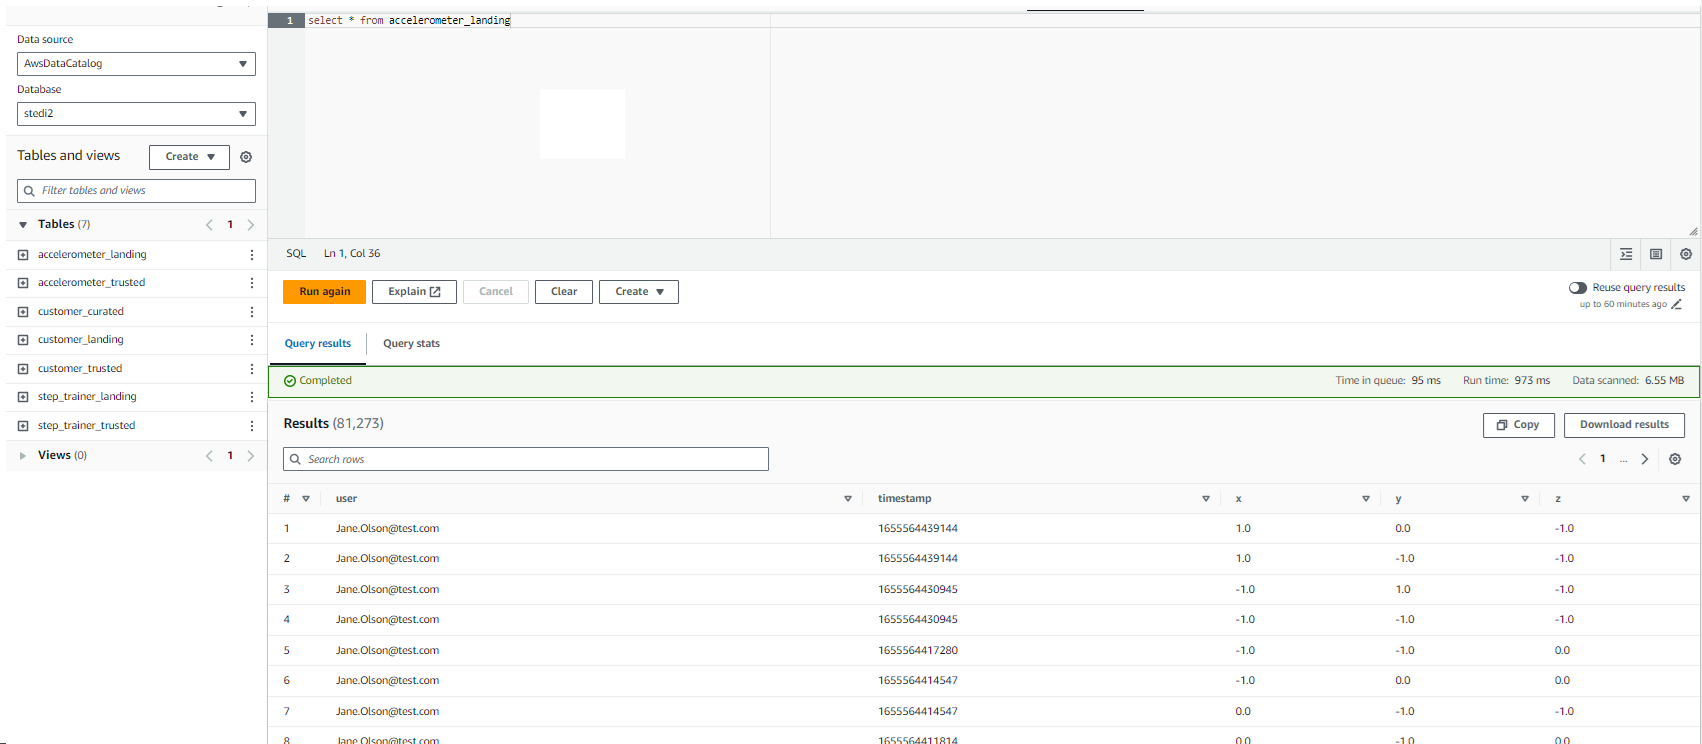 Data source
AwsDataCatalog
Database
stedi2
Tables and views
Create
Filter tables and views
Tables (7)
1
accelerometer_landing
accelerometer_trusted
customer_curated
customer_landing
customer_trusted
step_trainer_landing
step_trainer_trusted
Views (0)
1
1 select * from accelerometer_landing
SQL Ln 1, Col 36
Run again Explain Cancel Clear Create
Reuse query results
up to 60 minutes ago
Query results Query stats
Completed Time in queue: 95 ms Run time: 973 ms Data scanned: 6.55 MB
Results (81,273) Copy Download results
Search rows 1 ...
# user timestamp x y z
1 Jane.Olson@test.com 1655564439144 1.0 0.0 -1.0
2 Jane.Olson@test.com 1655564439144 1.0 -1.0 -1.0
3 Jane.Olson@test.com 1655564430945 -1.0 1.0 -1.0
4 Jane.Olson@test.com 1655564430945 -1.0 -1.0 -1.0
5 Jane.Olson@test.com 1655564417280 -1.0 -1.0 0.0
6 Jane.Olson@test.com 1655564414547 -1.0 0.0 0.0
7 Jane.Olson@test.com 1655564414547 0.0 -1.0 -1.0
8 Jane.Olson@test.com 1655564411814 0.0 -1.0 0.0